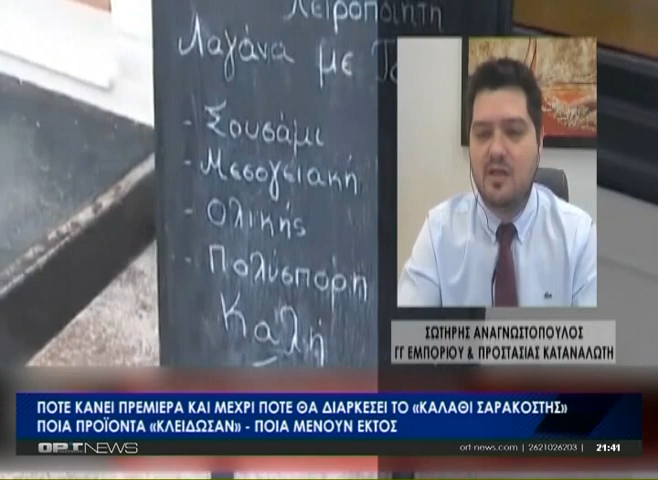 Χειροποίητη
Λαγάνα με
- Σουσάμι
- Μεσογειακή
- Ολικής
- Πολύσπορη
Καλή
ΣΩΤΗΡΗΣ ΑΝΑΓΝΩΣΤΟΠΟΥΛΟΣ
ΓΓ ΕΜΠΟΡΙΟΥ & ΠΡΟΣΤΑΣΙΑΣ ΚΑΤΑΝΑΛΩΤΗ
ΠΟΤΕ ΚΑΝΕΙ ΠΡΕΜΙΕΡΑ ΚΑΙ ΜΕΧΡΙ ΠΟΤΕ ΘΑ ΔΙΑΡΚΕΣΕΙ ΤΟ «ΚΑΛΑΘΙ ΣΑΡΑΚΟΣΤΗΣ»
ΠΟΙΑ ΠΡΟΪΟΝΤΑ «ΚΛΕΙΔΩΣΑΝ» - ΠΟΙΑ ΜΕΝΟΥΝ ΕΚΤΟΣ
ORT NEWS
ort-news.com | 2621026203 | 21:41